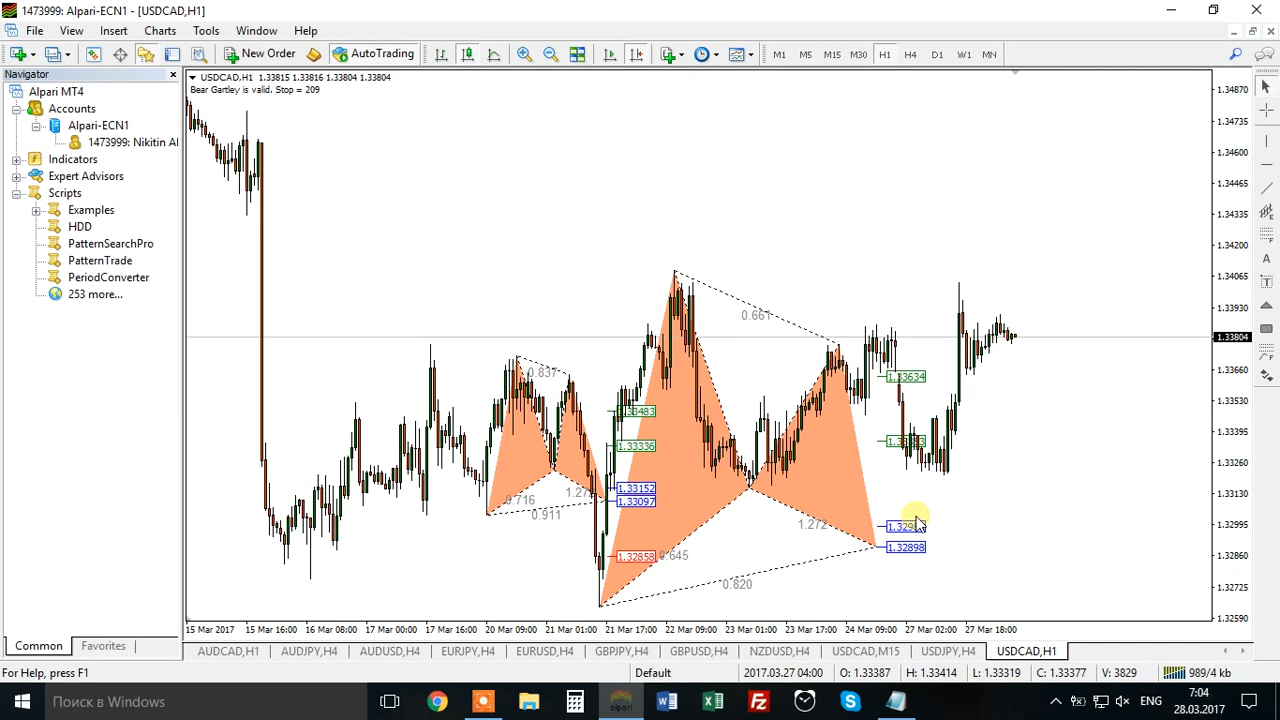 1473999: Alpari-ECN1 - [USDCAD,H1]
File View Insert Charts Tools Window Help
New Order AutoTrading M1 M5 M15 M30 H1 H4 D1 W1 MN
Navigator
Alpari MT4
Accounts
Alpari-ECN1
1473999: Nikitin Al
Indicators
Expert Advisors
Scripts
Examples
HDD
PatternSearchPro
PatternTrade
PeriodConverter
253 more...
Common Favorites
USDCAD,H1 1.33815 1.33816 1.33804 1.33804
Bear Gartley is valid. Stop = 209
0.837
0.716
0.911
1.33483
1.33336
1.33152
1.33097
1.32858
0.645
0.661
1.272
0.820
1.33634
1.32898
1.34870
1.34735
1.34600
1.34465
1.34335
1.34200
1.34065
1.33930
1.33804
1.33660
1.33530
1.33395
1.33260
1.33130
1.32995
1.32860
1.32725
1.32590
15 Mar 2017 15 Mar 16:00 16 Mar 08:00 17 Mar 00:00 17 Mar 16:00 20 Mar 09:00 21 Mar 01:00 21 Mar 17:00 22 Mar 09:00 23 Mar 01:00 23 Mar 17:00 24 Mar 09:00 27 Mar 02:00 27 Mar 18:00
AUDCAD,H1 AUDJPY,H4 AUDUSD,H4 EURJPY,H4 EURUSD,H4 GBPJPY,H4 GBPUSD,H4 NZDUSD,H4 USDCAD,M15 USDJPY,H4 USDCAD,H1
For Help, press F1 Default 2017.03.27 04:00 O: 1.33387 H: 1.33414 L: 1.33319 C: 1.33377 V: 3829 989/4 kb
Поиск в Windows
alpari
ENG
7:04
28.03.2017